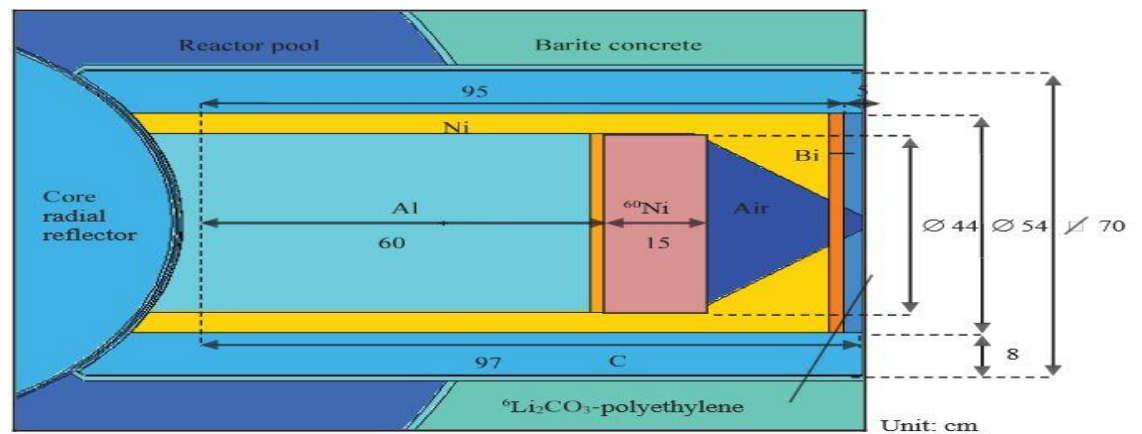 Reactor pool
Barite concrete
95
5
Ni
Bi
Core
radial
reflector
Al
60
⁶⁰Ni
15
Air
∅ 44
∅ 54
⌀ 70
97
C
8
⁶Li₂CO₃-polyethylene
Unit: cm